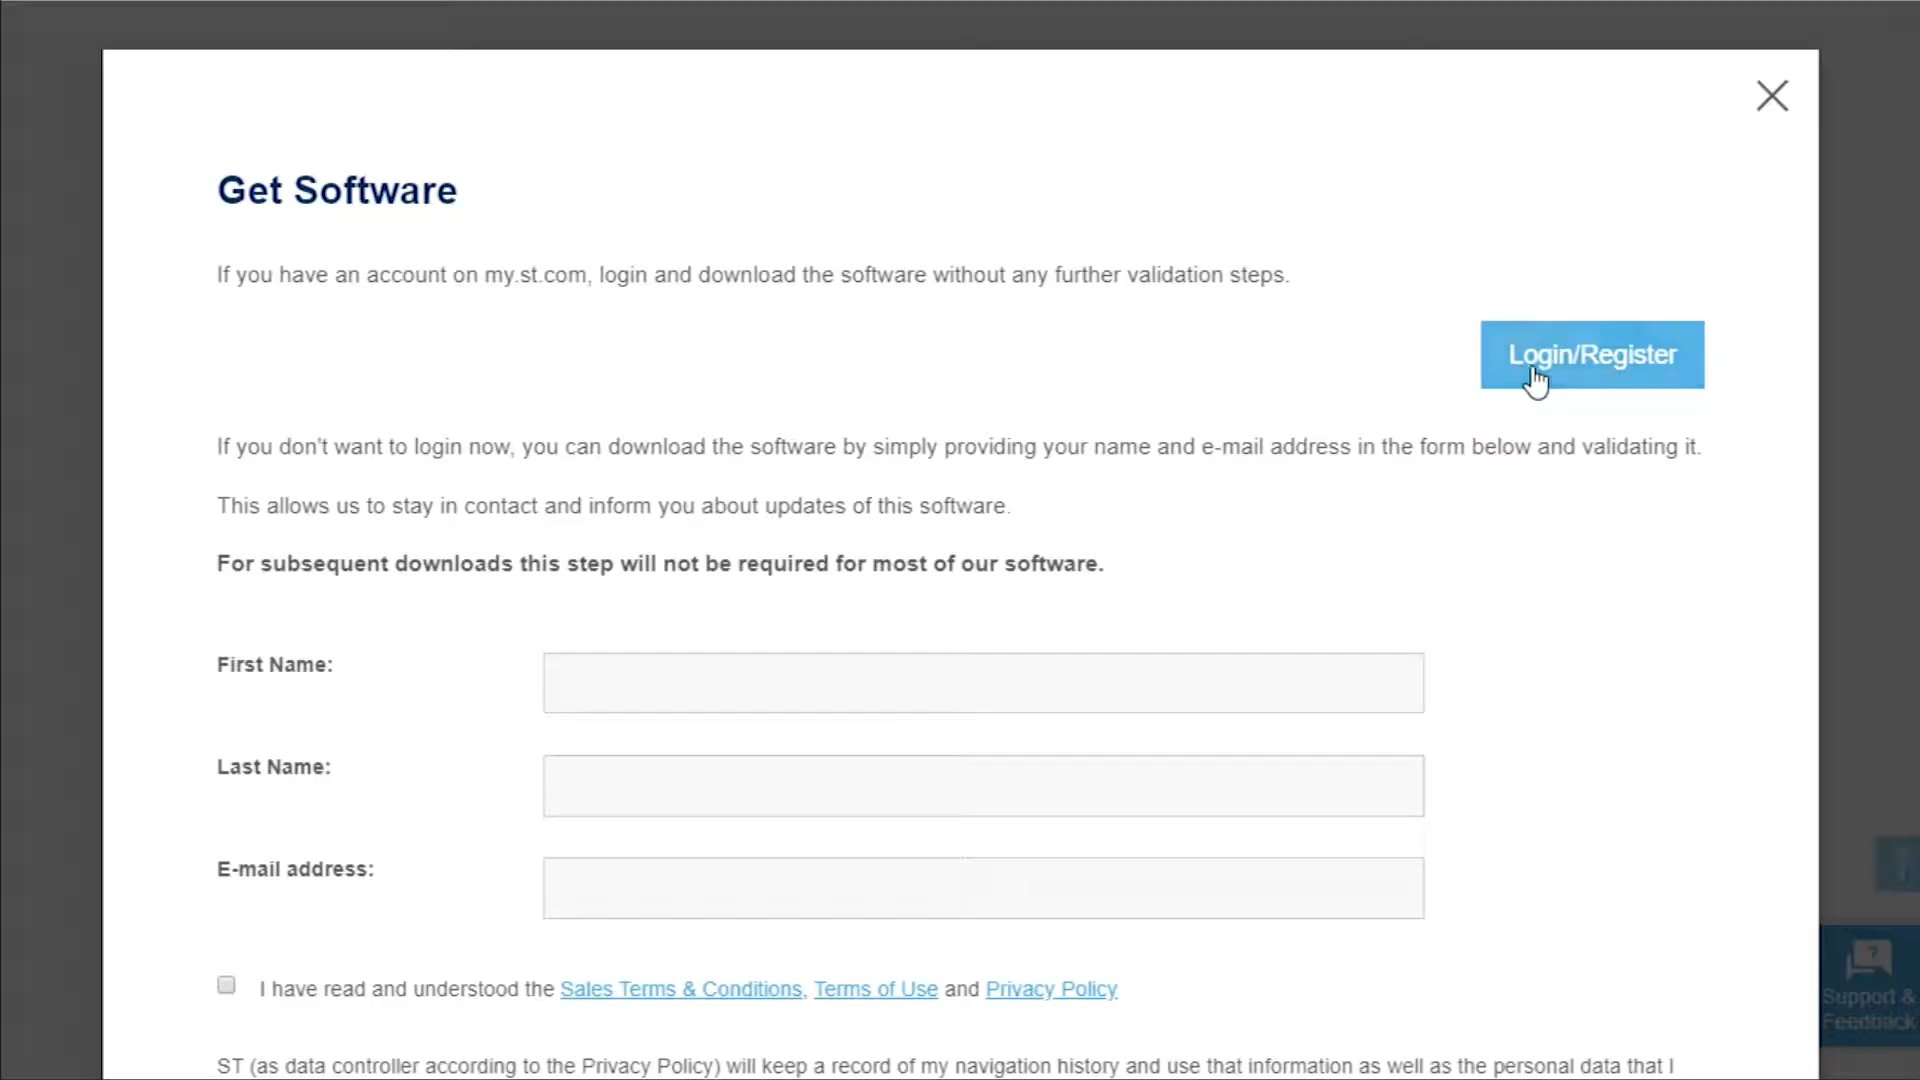 Get Software
If you have an account on my.st.com, login and download the software without any further validation steps.
Login/Register
If you don't want to login now, you can download the software by simply providing your name and e-mail address in the form below and validating it.
This allows us to stay in contact and inform you about updates of this software.
For subsequent downloads this step will not be required for most of our software.
First Name:
Last Name:
E-mail address:
I have read and understood the Sales Terms & Conditions, Terms of Use and Privacy Policy
Support &
Feedback
ST (as data controller according to the Privacy Policy) will keep a record of my navigation history and use that information as well as the personal data that I